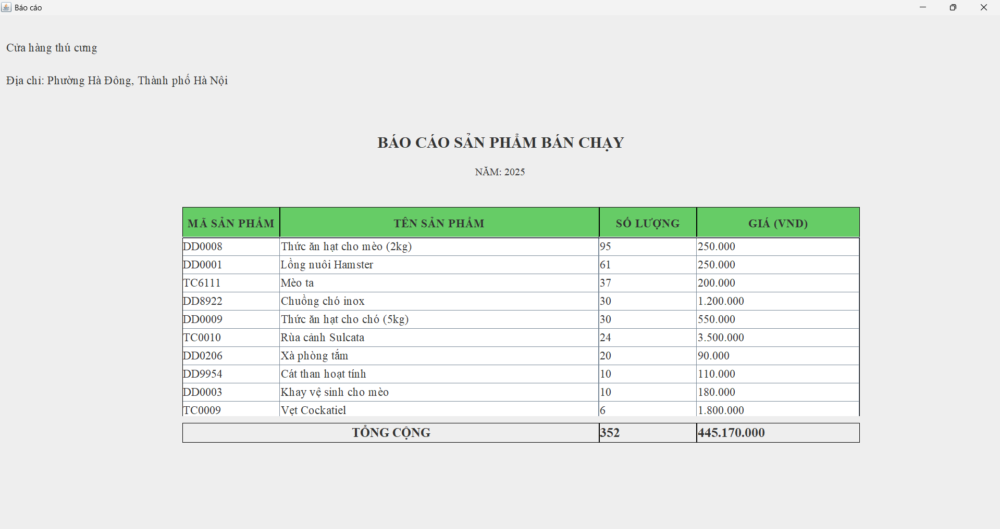 Báo cáo
Cửa hàng thú cưng
Địa chỉ: Phường Hà Đông, Thành phố Hà Nội
BÁO CÁO SẢN PHẨM BÁN CHẠY
NĂM: 2025
MÃ SẢN PHẨM TÊN SẢN PHẨM SỐ LƯỢNG GIÁ (VND)
DD0008 Thức ăn hạt cho mèo (2kg) 95 250.000
DD0001 Lồng nuôi Hamster 61 250.000
TC6111 Mèo ta 37 200.000
DD8922 Chuồng chó inox 30 1.200.000
DD0009 Thức ăn hạt cho chó (5kg) 30 550.000
TC0010 Rùa cảnh Sulcata 24 3.500.000
DD0206 Xà phòng tắm 20 90.000
DD9954 Cát than hoạt tính 10 110.000
DD0003 Khay vệ sinh cho mèo 10 180.000
TC0009 Vẹt Cockatiel 6 1.800.000
TỔNG CỘNG 352 445.170.000